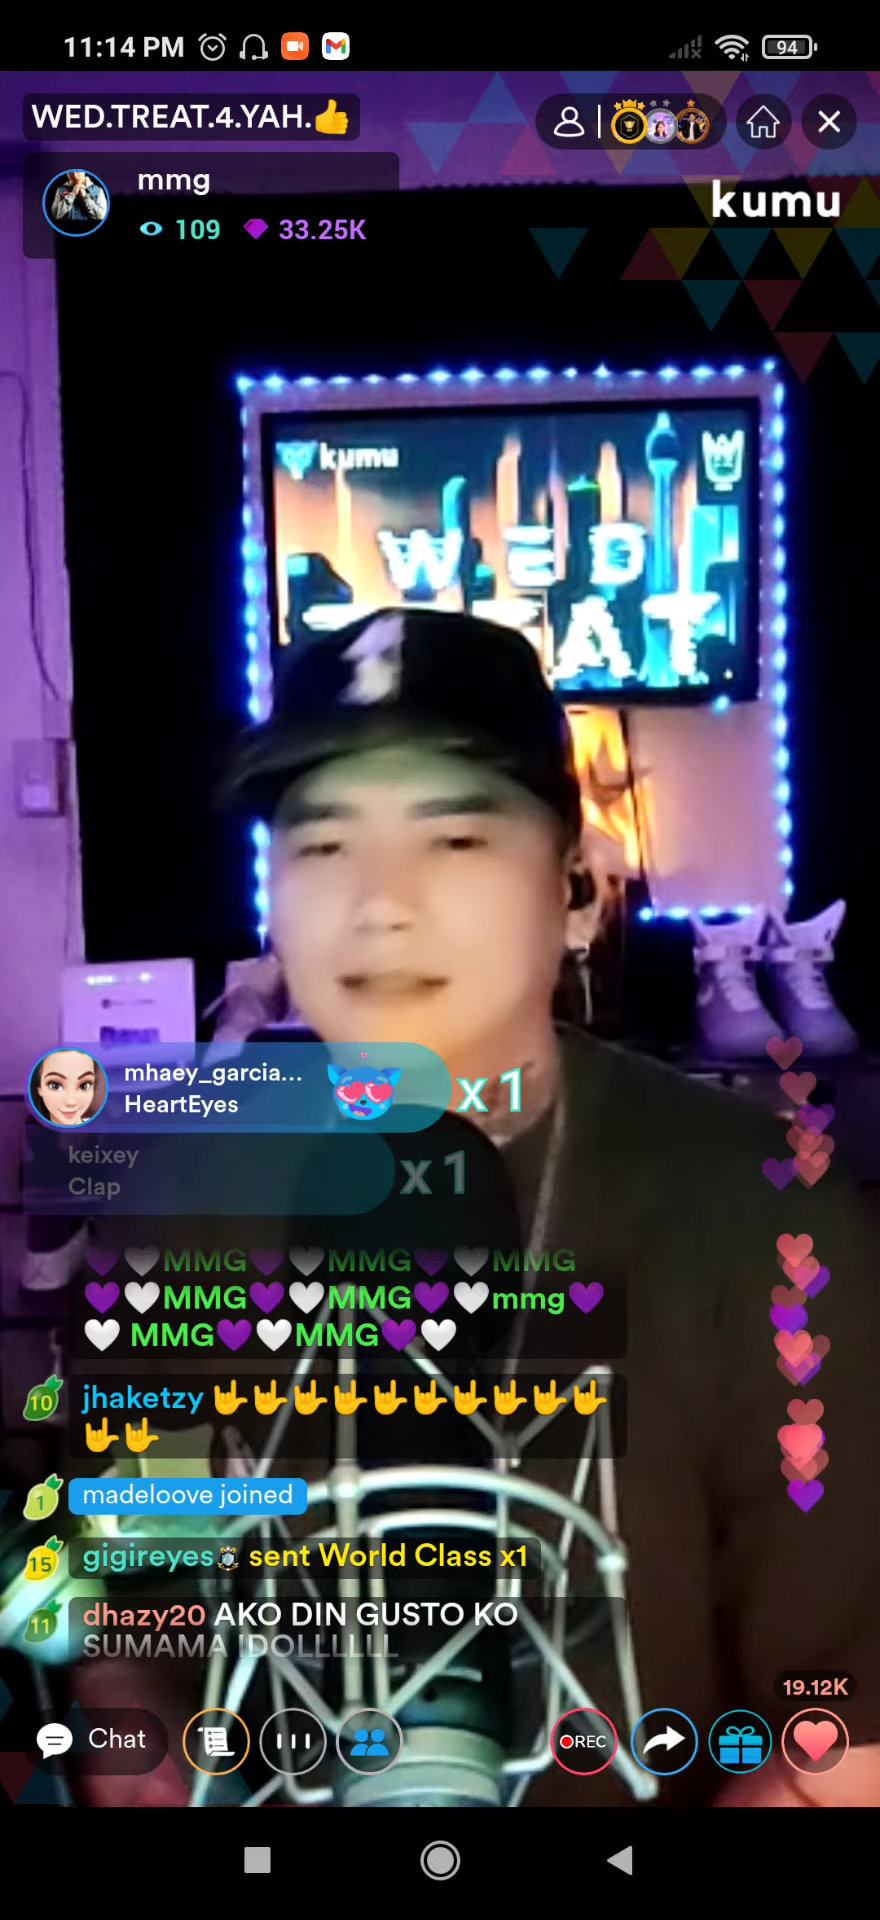 11:14 PM
94
WED.TREAT.4.YAH.👍
mmg
109 33.25K
kumu
kumu
WED
mhaey_garcia...
HeartEyes
x 1
keixey
Clap
x 1
💜🤍MMG💜🤍MMG💜🤍MMG
💜🤍MMG💜🤍MMG💜🤍mmg💜
🤍 MMG💜🤍MMG💜🤍
10 jhaketzy 🤟🤟🤟🤟🤟🤟🤟🤟🤟🤟
🤟🤟
1 madeloove joined
15 gigireyes sent World Class x1
11 dhazy20 AKO DIN GUSTO KO
SUMAMA IDOLLLLLL
19.12K
Chat
REC